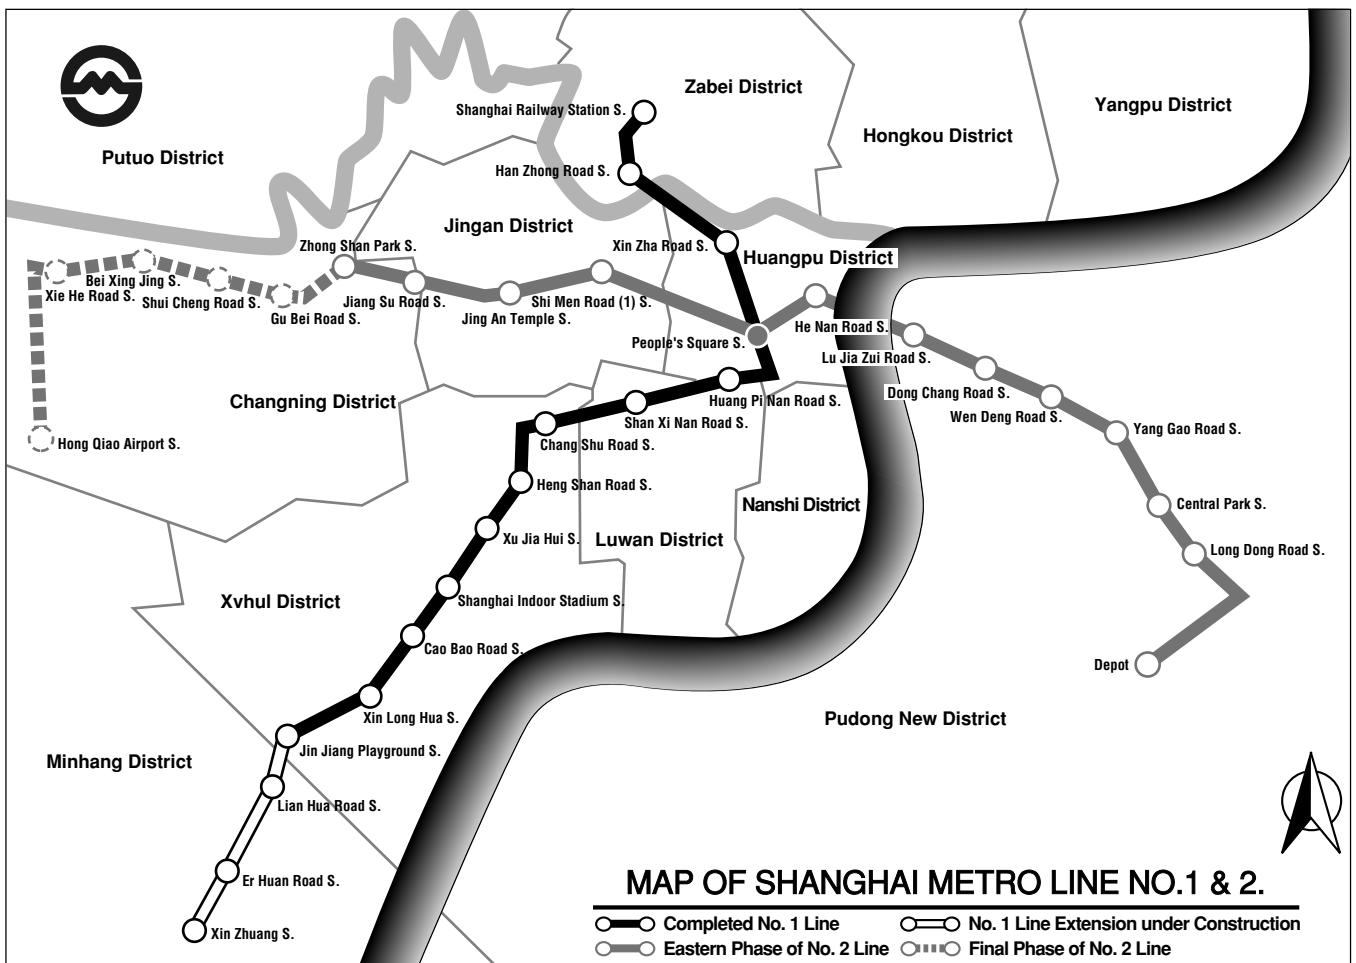 Zabei District
Yangpu District
Shanghai Railway Station S.
Hongkou District
Putuo District
Han Zhong Road S.
Jingan District
Zhong Shan Park S.
Xin Zha Road S.
Huangpu District
Bei Xing Jing S.
Xie He Road S.
Shui Cheng Road S.
Jiang Su Road S.
Shi Men Road (1) S.
Gu Bei Road S.
Jing An Temple S.
He Nan Road S.
People's Square S.
Lu Jia Zui Road S.
Dong Chang Road S.
Changning District
Huang Pi Nan Road S.
Wen Deng Road S.
Shan Xi Nan Road S.
Yang Gao Road S.
Hong Qiao Airport S.
Chang Shu Road S.
Heng Shan Road S.
Nanshi District
Central Park S.
Xu Jia Hui S.
Luwan District
Long Dong Road S.
Xvhul District
Shanghai Indoor Stadium S.
Cao Bao Road S.
Depot
Xin Long Hua S.
Pudong New District
Jin Jiang Playground S.
Minhang District
Lian Hua Road S.
Er Huan Road S.
Xin Zhuang S.
MAP OF SHANGHAI METRO LINE NO.1 & 2.
Completed No. 1 Line
No. 1 Line Extension under Construction
Eastern Phase of No. 2 Line
Final Phase of No. 2 Line